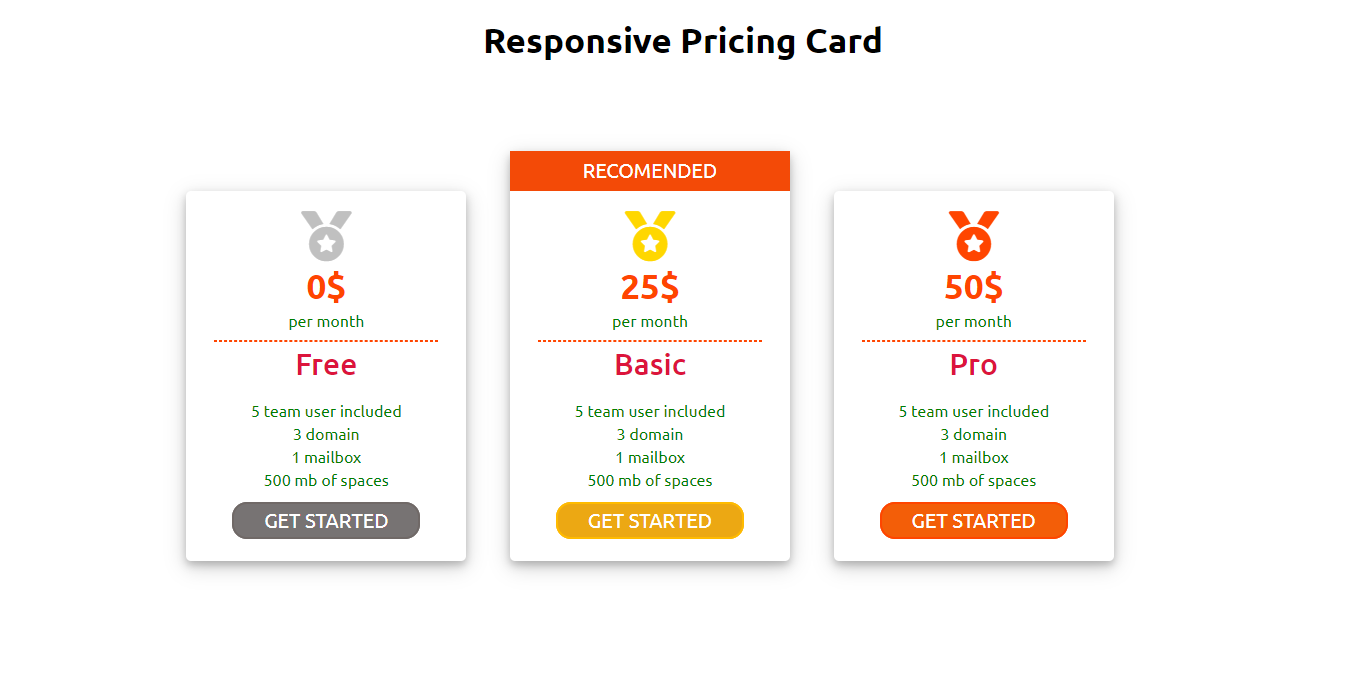 Responsive Pricing Card
RECOMENDED
0$
per month
Free
5 team user included
3 domain
1 mailbox
500 mb of spaces
GET STARTED
25$
per month
Basic
5 team user included
3 domain
1 mailbox
500 mb of spaces
GET STARTED
50$
per month
Pro
5 team user included
3 domain
1 mailbox
500 mb of spaces
GET STARTED